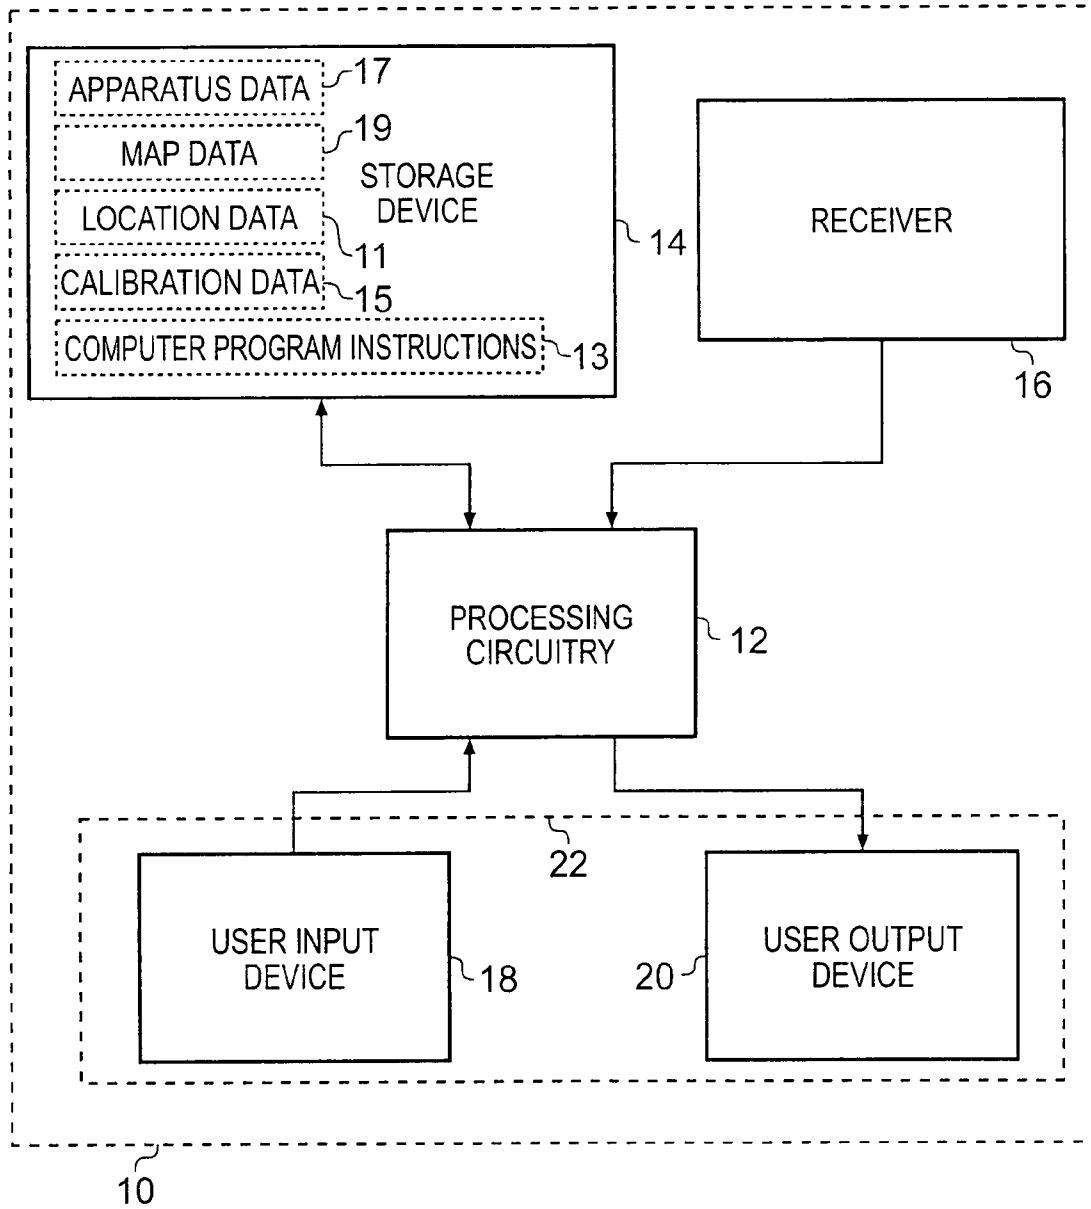 APPARATUS DATA
17
MAP DATA
19
STORAGE
DEVICE
LOCATION DATA
11
CALIBRATION DATA
15
COMPUTER PROGRAM INSTRUCTIONS
13
14
RECEIVER
16
PROCESSING
CIRCUITRY
12
22
USER INPUT
DEVICE
18
USER OUTPUT
DEVICE
20
10